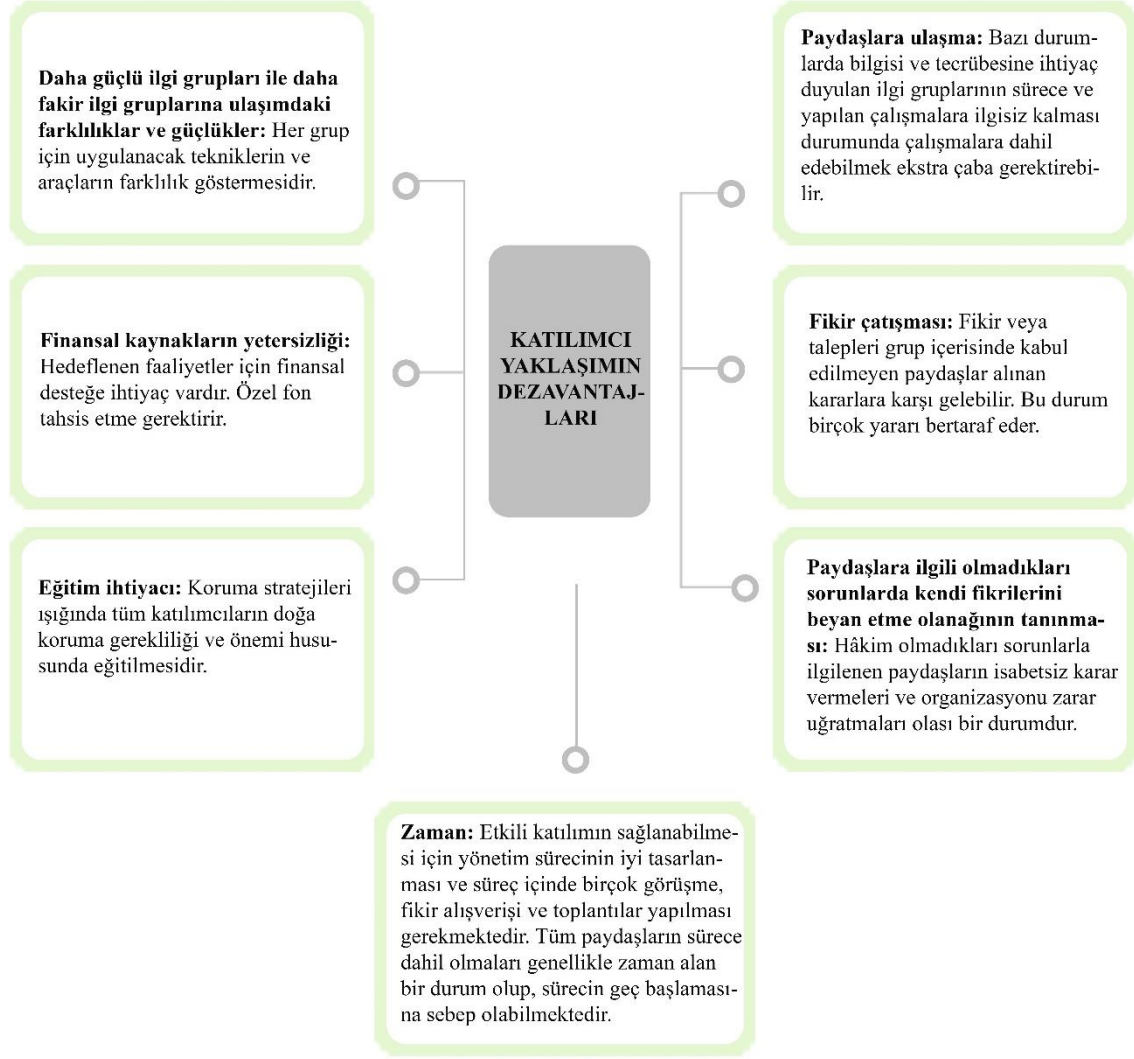 Daha güçlü ilgi grupları ile daha
fakir ilgi gruplarına ulaşımdaki
farklılıklar ve güçlükler: Her grup
için uygulanacak tekniklerin ve
araçların farklılık göstermesidir.
Finansal kaynakların yetersizliği:
Hedeflenen faaliyetler için finansal
desteğe ihtiyaç vardır. Özel fon
tahsis etme gerektirir.
Eğitim ihtiyacı: Koruma stratejileri
ışığında tüm katılımcıların doğa
koruma gerekliliği ve önemi husu-
sunda eğitilmesidir.
KATILIMCI
YAKLAŞIMIN
DEZAVANTAJ-
LARI
Paydaşlara ulaşma: Bazı durum-
larda bilgisi ve tecrübesine ihtiyaç
duyulan ilgi gruplarının sürece ve
yapılan çalışmalara ilgisiz kalması
durumunda çalışmalara dahil
edebilmek ekstra çaba gerektirebi-
lir.
Fikir çatışması: Fikir veya
talepleri grup içerisinde kabul
edilmeyen paydaşlar alınan
kararlara karşı gelebilir. Bu durum
birçok yararı bertaraf eder.
Paydaşlara ilgili olmadıkları
sorunlarda kendi fikrilerini
beyan etme olanağının tanınma-
sı: Hâkim olmadıkları sorunlarla
ilgilenen paydaşların isabetsiz karar
vermeleri ve organizasyonu zarar
uğratmaları olası bir durumdur.
Zaman: Etkili katılımın sağlanabilme-
si için yönetim sürecinin iyi tasarlan-
ması ve süreç içinde birçok görüşme,
fikir alışverişi ve toplantılar yapılması
gerekmektedir. Tüm paydaşların sürece
dahil olmaları genellikle zaman alan
bir durum olup, sürecin geç başlaması-
na sebep olabilmektedir.